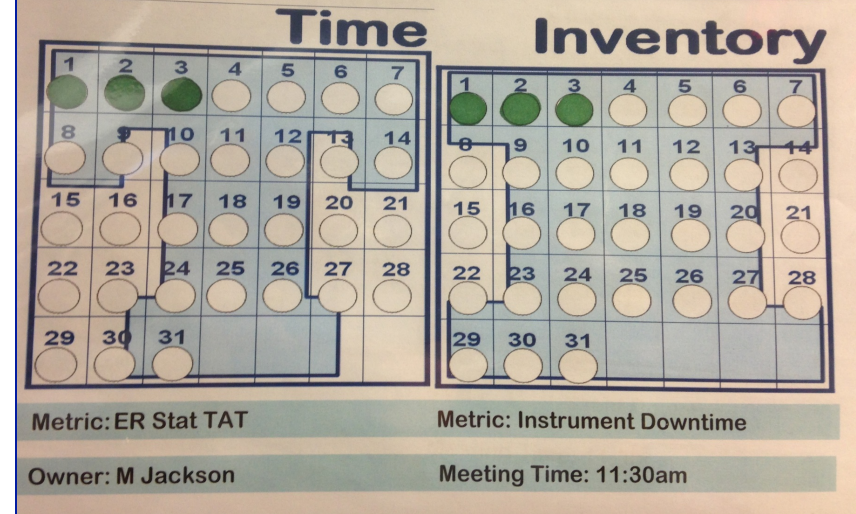 Time
1 2 3 4 5 6 7
8 9 10 11 12 13 14
15 16 17 18 19 20 21
22 23 24 25 26 27 28
29 30 31
Inventory
1 2 3 4 5 6 7
8 9 10 11 12 13 14
15 16 17 18 19 20 21
22 23 24 25 26 27 28
29 30 31
Metric: ER Stat TAT
Metric: Instrument Downtime
Owner: M Jackson
Meeting Time: 11:30am